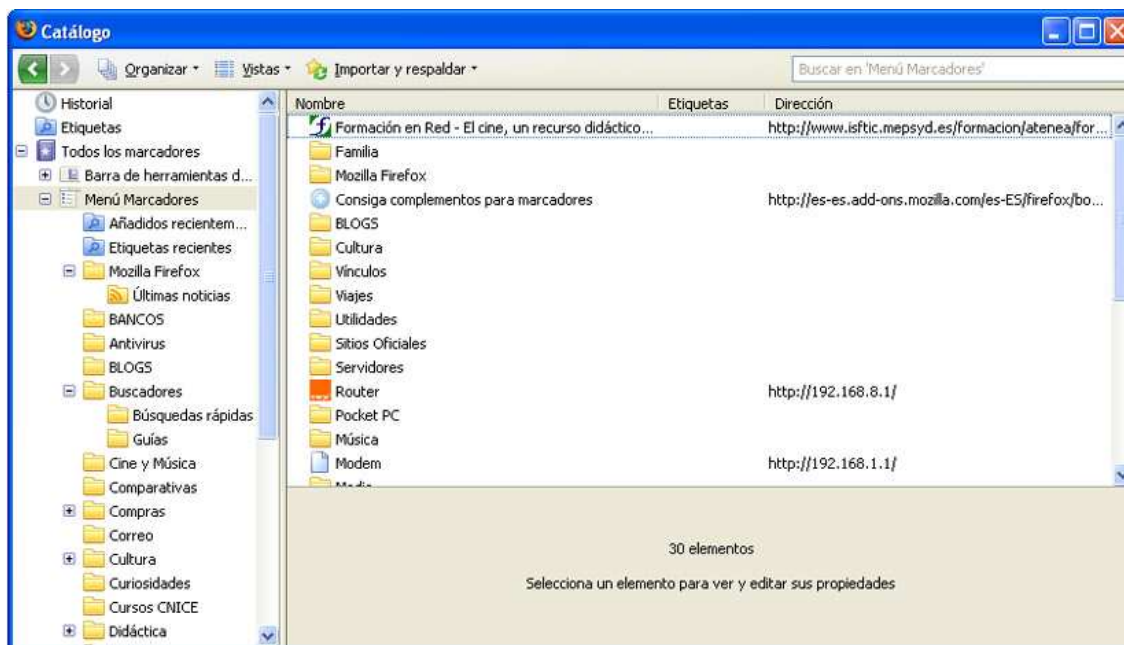 Catálogo
Organizar Vistas Importar y respaldar Buscar en 'Menú Marcadores'
Historial
Etiquetas
Todos los marcadores
Barra de herramientas d...
Menú Marcadores
Añadidos recientem...
Etiquetas recientes
Mozilla Firefox
Últimas noticias
BANCOS
Antivirus
BLOGS
Buscadores
Búsquedas rápidas
Guías
Cine y Música
Comparativas
Compras
Correo
Cultura
Curiosidades
Cursos CNICE
Didáctica
Nombre Etiquetas Dirección
Formación en Red - El cine, un recurso didáctico... http://www.isftic.mepsyd.es/formacion/atenea/for...
Familia
Mozilla Firefox
Consiga complementos para marcadores http://es-es.add-ons.mozilla.com/es-ES/firefox/bo...
BLOGS
Cultura
Vínculos
Viajes
Utilidades
Sitios Oficiales
Servidores
Router http://192.168.8.1/
Pocket PC
Música
Modem http://192.168.1.1/
30 elementos
Selecciona un elemento para ver y editar sus propiedades